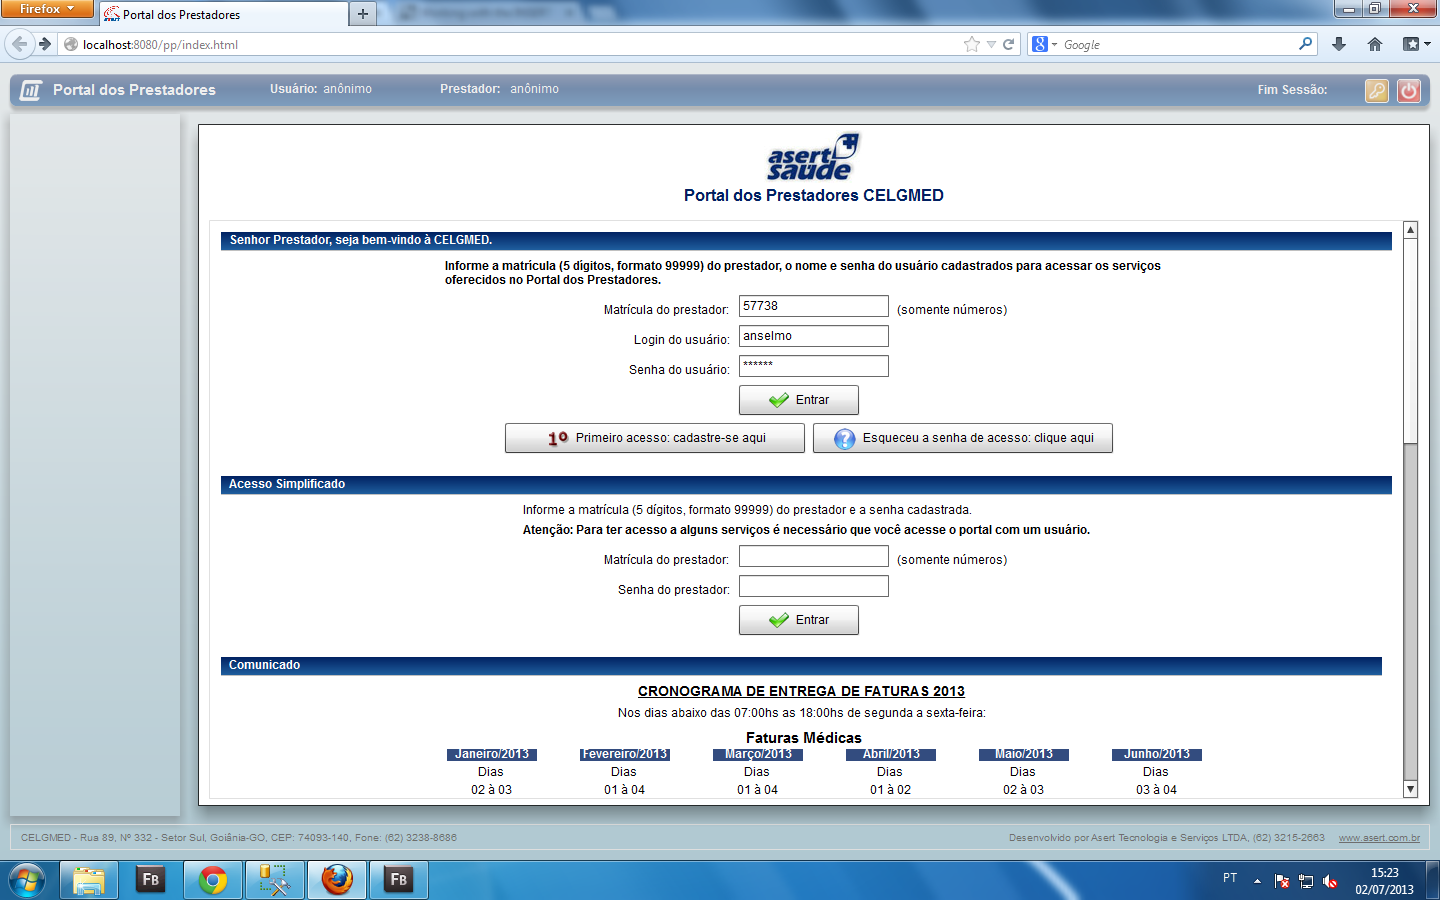 Firefox
Portal dos Prestadores
localhost:8080/pp/index.html
Google
Portal dos Prestadores
Usuário: anônimo
Prestador: anônimo
Fim Sessão:
asert
saúde
Portal dos Prestadores CELGMED
Senhor Prestador, seja bem-vindo à CELGMED.
Informe a matrícula (5 dígitos, formato 99999) do prestador, o nome e senha do usuário cadastrados para acessar os serviços
oferecidos no Portal dos Prestadores.
Matrícula do prestador: 57738 (somente números)
Login do usuário: anselmo
Senha do usuário: ******
Entrar
1º Primeiro acesso: cadastre-se aqui
Esqueceu a senha de acesso: clique aqui
Acesso Simplificado
Informe a matrícula (5 dígitos, formato 99999) do prestador e a senha cadastrada.
Atenção: Para ter acesso a alguns serviços é necessário que você acesse o portal com um usuário.
Matrícula do prestador: (somente números)
Senha do prestador:
Entrar
Comunicado
CRONOGRAMA DE ENTREGA DE FATURAS 2013
Nos dias abaixo das 07:00hs as 18:00hs de segunda a sexta-feira:
Faturas Médicas
Janeiro/2013 Fevereiro/2013 Março/2013 Abril/2013 Maio/2013 Junho/2013
Dias Dias Dias Dias Dias Dias
02 à 03 01 à 04 01 à 04 01 à 02 02 à 03 03 à 04
CELGMED - Rua 89, Nº 332 - Setor Sul, Goiânia-GO, CEP: 74093-140, Fone: (62) 3238-8686
Desenvolvido por Asert Tecnologia e Serviços LTDA, (62) 3215-2663 www.asert.com.br
FB
FB
PT
15:23
02/07/2013